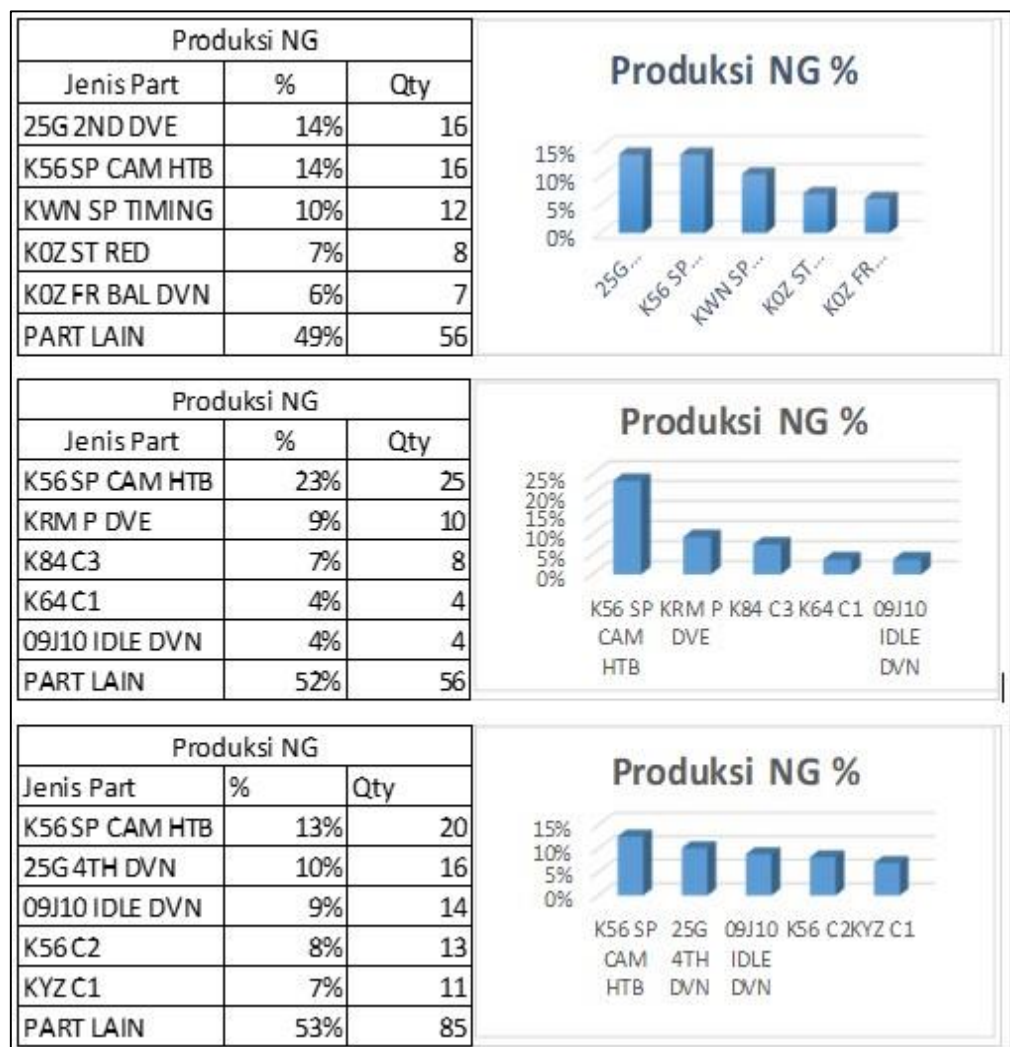 Produksi NG
Jenis Part % Qty
25G 2ND DVE 14% 16
K56 SP CAM HTB 14% 16
KWN SP TIMING 10% 12
K0Z ST RED 7% 8
K0Z FR BAL DVN 6% 7
PART LAIN 49% 56
Produksi NG %
15%
10%
5%
0%
25G...
K56 SP...
KWN SP...
K0Z ST...
K0Z FR...
Produksi NG
Jenis Part % Qty
K56 SP CAM HTB 23% 25
KRM P DVE 9% 10
K84 C3 7% 8
K64 C1 4% 4
09J10 IDLE DVN 4% 4
PART LAIN 52% 56
Produksi NG %
25%
20%
15%
10%
5%
0%
K56 SP KRM P K84 C3 K64 C1 09J10
CAM DVE IDLE
HTB DVN
Produksi NG
Jenis Part % Qty
K56 SP CAM HTB 13% 20
25G 4TH DVN 10% 16
09J10 IDLE DVN 9% 14
K56 C2 8% 13
KYZ C1 7% 11
PART LAIN 53% 85
Produksi NG %
15%
10%
5%
0%
K56 SP 25G 09J10 K56 C2 KYZ C1
CAM 4TH IDLE
HTB DVN DVN